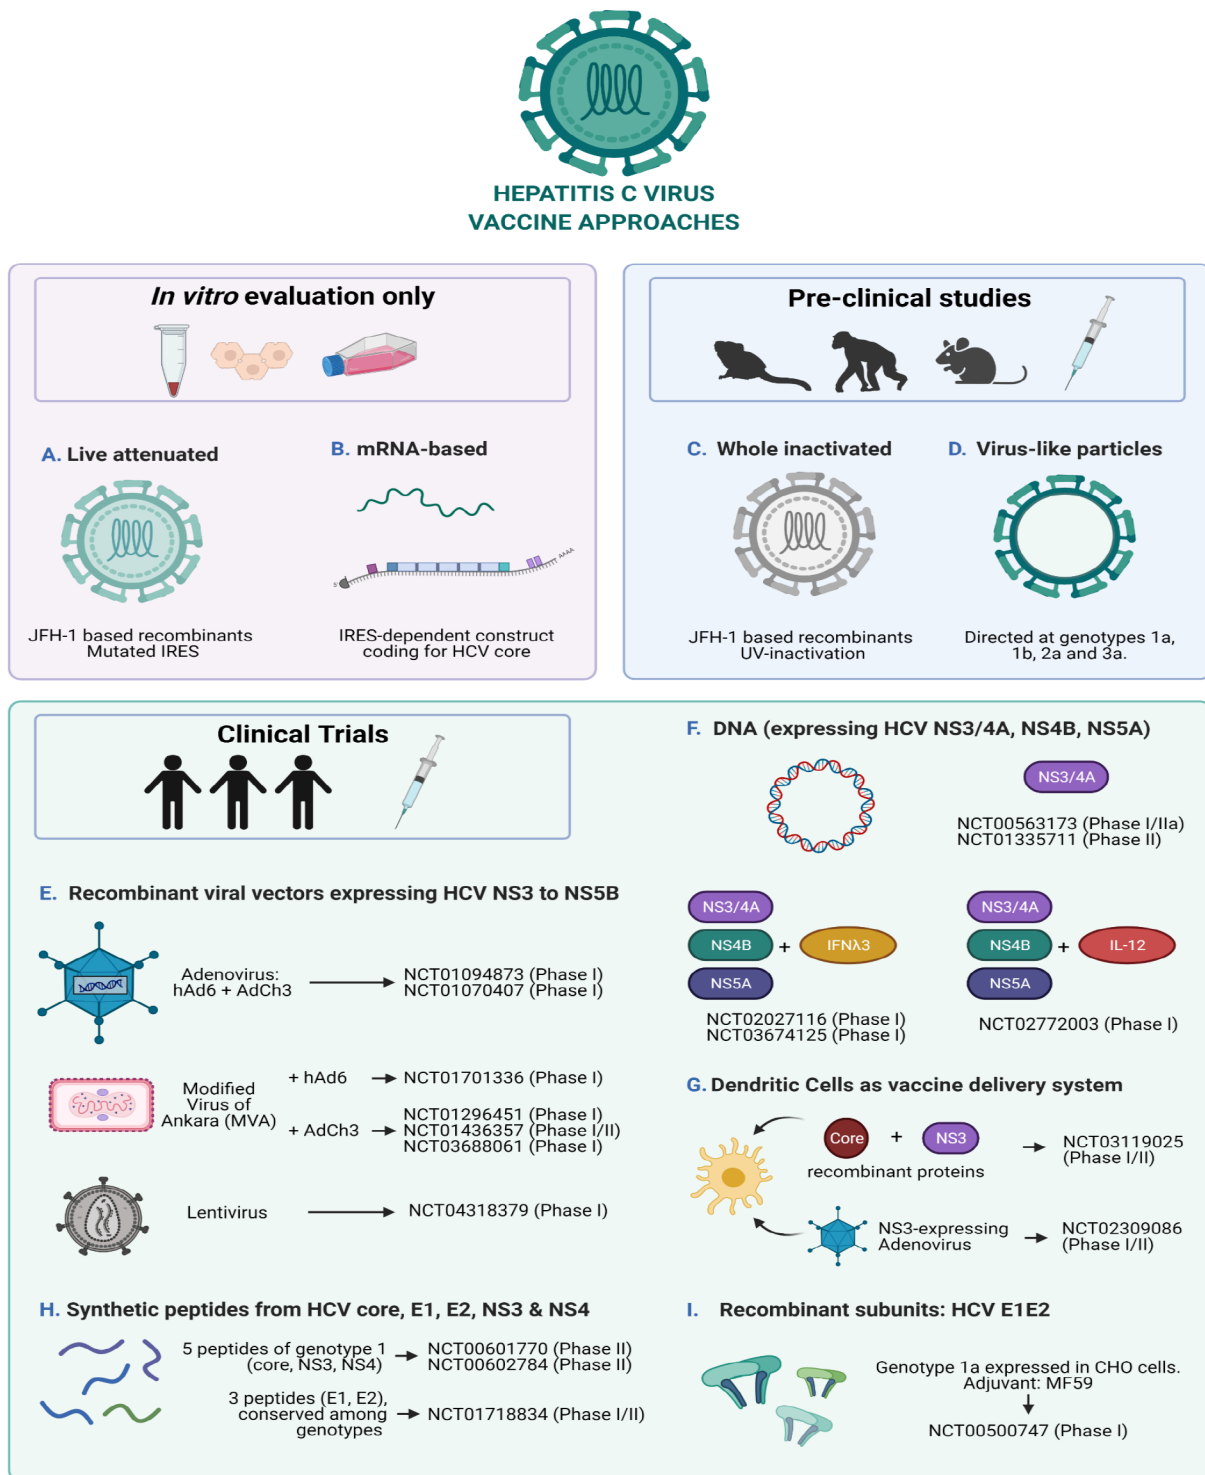 HEPATITIS C VIRUS
VACCINE APPROACHES
In vitro evaluation only
A. Live attenuated
JFH-1 based recombinants
Mutated IRES
B. mRNA-based
5'
AAAA
IRES-dependent construct
coding for HCV core
Pre-clinical studies
C. Whole inactivated
JFH-1 based recombinants
UV-inactivation
D. Virus-like particles
Directed at genotypes 1a,
1b, 2a and 3a.
Clinical Trials
E. Recombinant viral vectors expressing HCV NS3 to NS5B
Adenovirus:
hAd6 + AdCh3
NCT01094873 (Phase I)
NCT01070407 (Phase I)
Modified
Virus of
Ankara (MVA)
+ hAd6
NCT01701336 (Phase I)
+ AdCh3
NCT01296451 (Phase I)
NCT01436357 (Phase I/II)
NCT03688061 (Phase I)
Lentivirus
NCT04318379 (Phase I)
F. DNA (expressing HCV NS3/4A, NS4B, NS5A)
NS3/4A
NCT00563173 (Phase I/IIa)
NCT01335711 (Phase II)
NS3/4A
NS4B + IFNλ3
NS5A
NCT02027116 (Phase I)
NCT03674125 (Phase I)
NS3/4A
NS4B + IL-12
NS5A
NCT02772003 (Phase I)
G. Dendritic Cells as vaccine delivery system
Core + NS3
recombinant proteins
NCT03119025
(Phase I/II)
NS3-expressing
Adenovirus
NCT02309086
(Phase I/II)
H. Synthetic peptides from HCV core, E1, E2, NS3 & NS4
5 peptides of genotype 1
(core, NS3, NS4)
NCT00601770 (Phase II)
NCT00602784 (Phase II)
3 peptides (E1, E2),
conserved among
genotypes
NCT01718834 (Phase I/II)
I. Recombinant subunits: HCV E1E2
Genotype 1a expressed in CHO cells.
Adjuvant: MF59
NCT00500747 (Phase I)